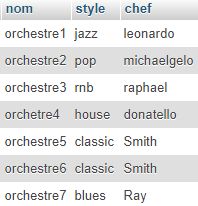 nom style chef
orchestre1 jazz leonardo
orchestre2 pop michaelgelo
orchestre3 rnb raphael
orchetre4 house donatello
orchestre5 classic Smith
orchestre6 classic Smith
orchestre7 blues Ray